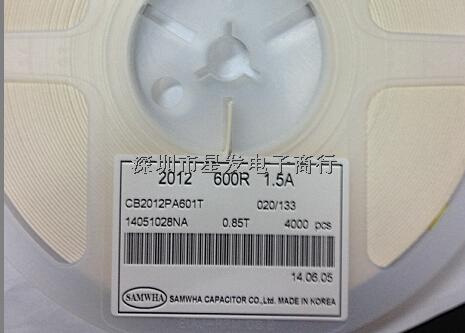 深圳市星发电子商行
2012 600R 1.5A
CB2012PA601T 020/133
14051028NA 0.85T 4000 pcs
14.06.05
SAMWHA SAMWHA CAPACITOR CO.,Ltd. MADE IN KOREA